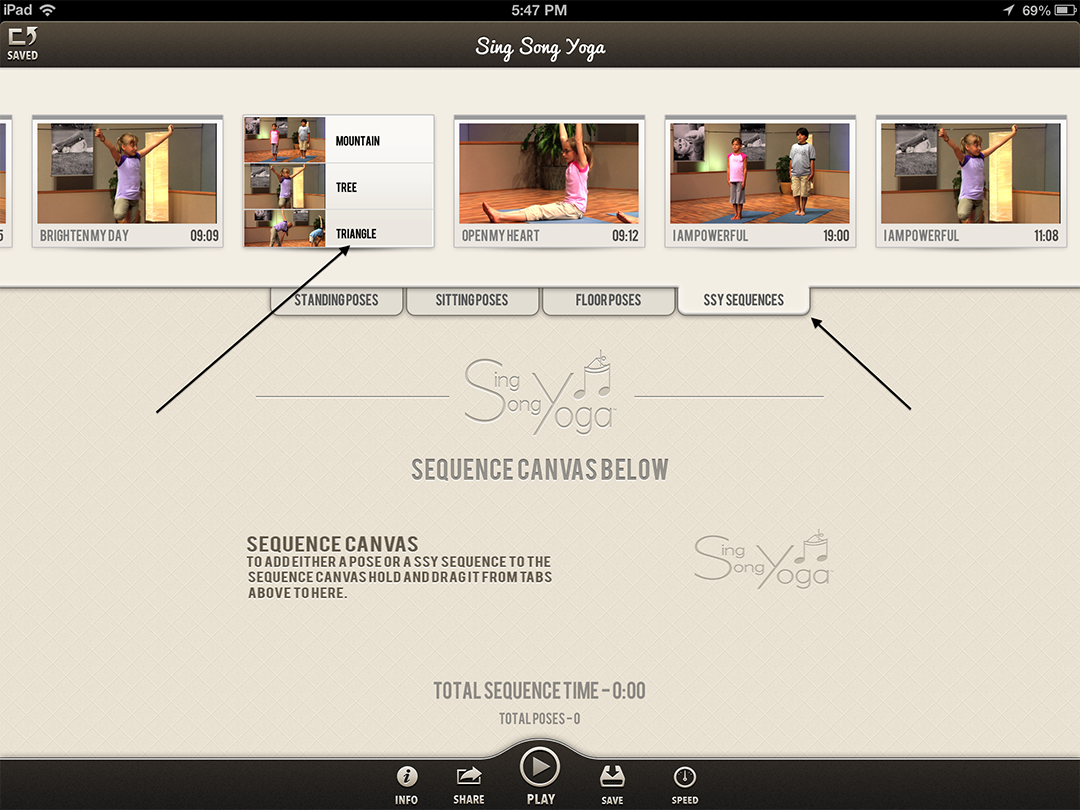 iPad 5:47 PM 69%
SAVED
Sing Song Yoga
5
BRIGHTEN MY DAY 09:09
MOUNTAIN
TREE
TRIANGLE
OPEN MY HEART 09:12
I AM POWERFUL 19:00
I AM POWERFUL 11:08
STANDING POSES
SITTING POSES
FLOOR POSES
SSY SEQUENCES
Sing
Song Yoga
SEQUENCE CANVAS BELOW
SEQUENCE CANVAS
TO ADD EITHER A POSE OR A SSY SEQUENCE TO THE
SEQUENCE CANVAS HOLD AND DRAG IT FROM TABS
ABOVE TO HERE.
Sing
Song Yoga
TOTAL SEQUENCE TIME - 0:00
TOTAL POSES - 0
INFO
SHARE
PLAY
SAVE
SPEED